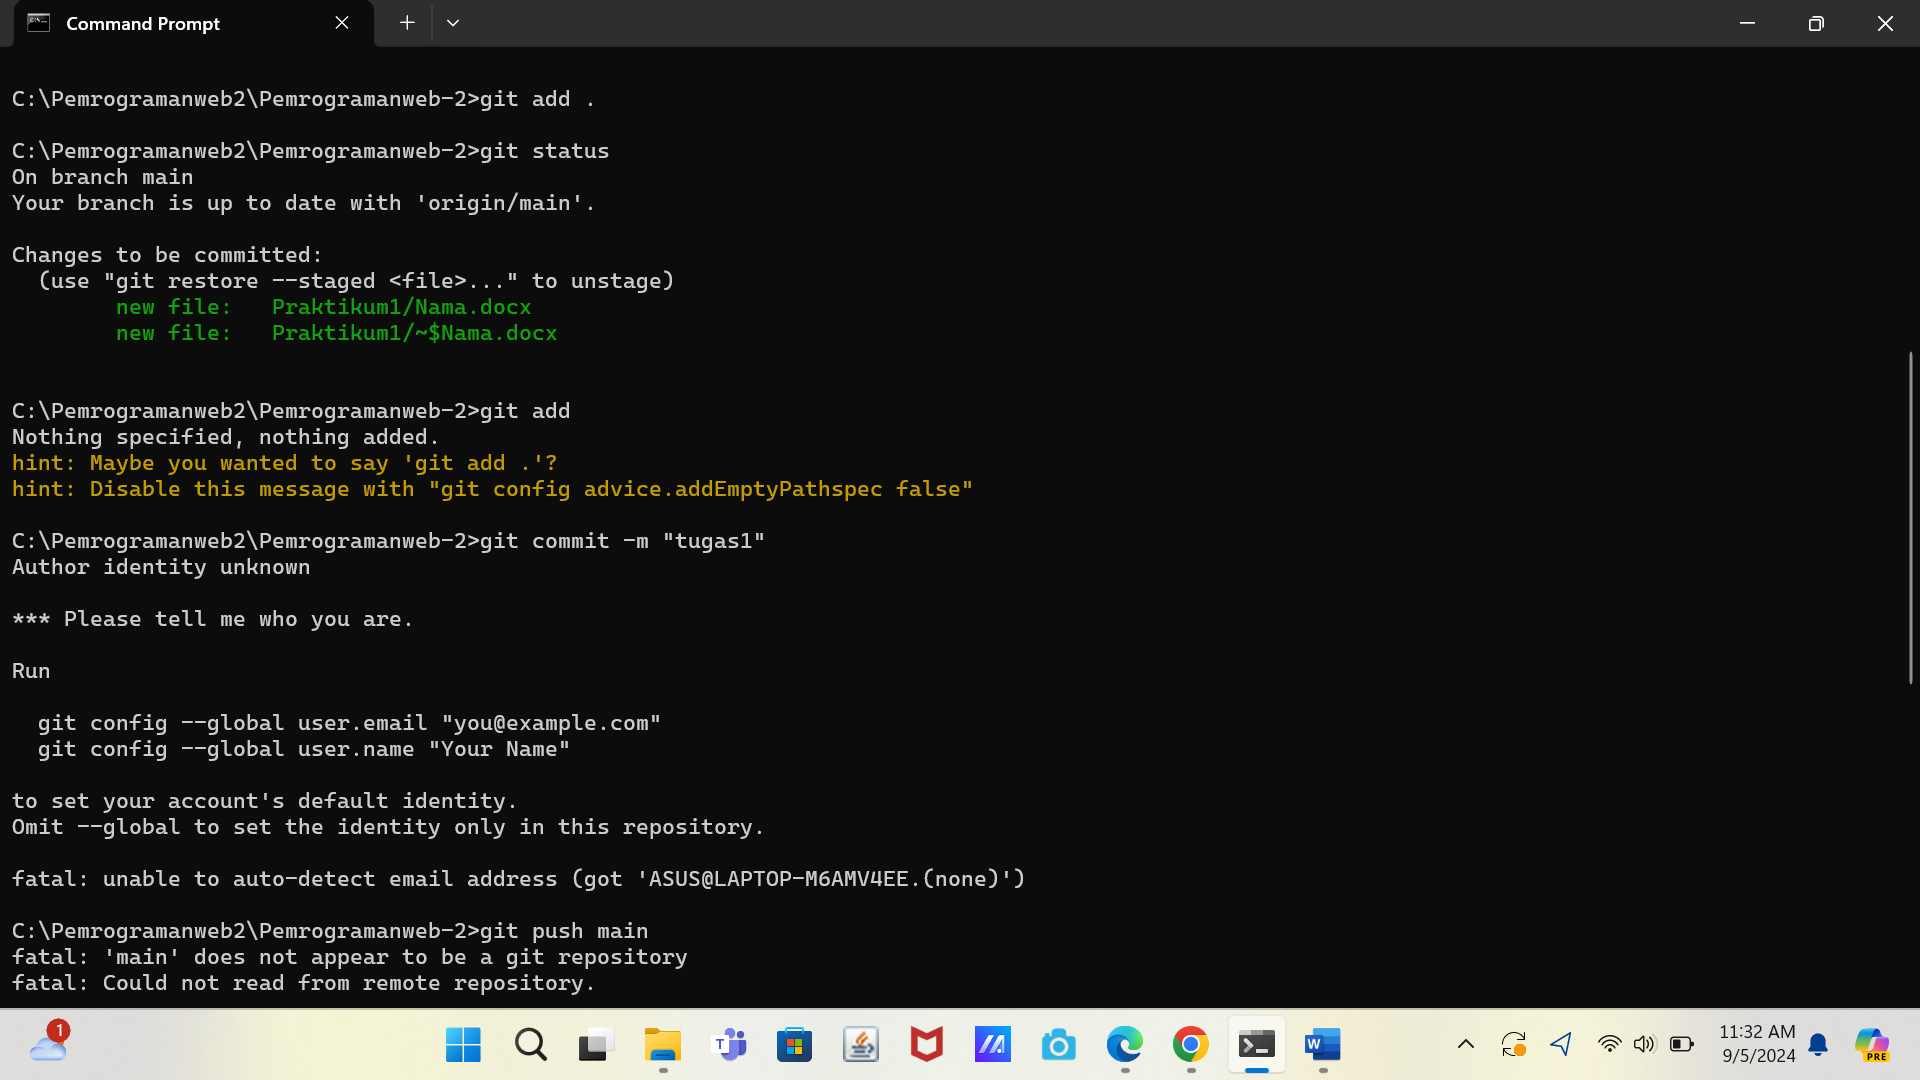 Command Prompt
C:\Pemrogramanweb2\Pemrogramanweb-2>git add .
C:\Pemrogramanweb2\Pemrogramanweb-2>git status
On branch main
Your branch is up to date with 'origin/main'.
Changes to be committed:
  (use "git restore --staged <file>..." to unstage)
        new file:   Praktikum1/Nama.docx
        new file:   Praktikum1/~$Nama.docx
C:\Pemrogramanweb2\Pemrogramanweb-2>git add
Nothing specified, nothing added.
hint: Maybe you wanted to say 'git add .'?
hint: Disable this message with "git config advice.addEmptyPathspec false"
C:\Pemrogramanweb2\Pemrogramanweb-2>git commit -m "tugas1"
Author identity unknown
*** Please tell me who you are.
Run
  git config --global user.email "you@example.com"
  git config --global user.name "Your Name"
to set your account's default identity.
Omit --global to set the identity only in this repository.
fatal: unable to auto-detect email address (got 'ASUS@LAPTOP-M6AMV4EE.(none)')
C:\Pemrogramanweb2\Pemrogramanweb-2>git push main
fatal: 'main' does not appear to be a git repository
fatal: Could not read from remote repository.
1
T
W
11:32 AM
9/5/2024
PRE